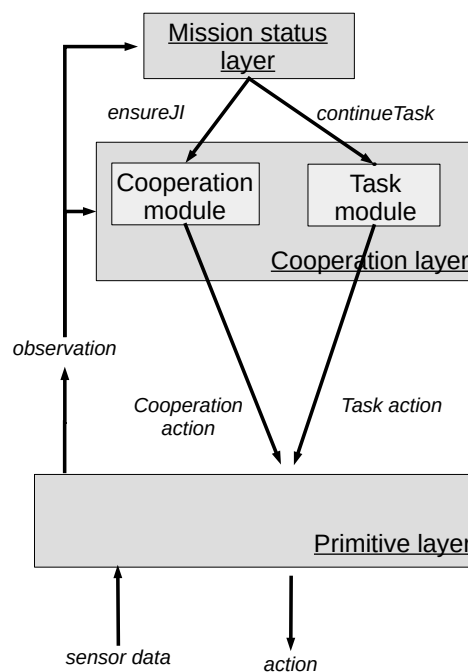 Mission status
layer
ensureJI
continueTask
Cooperation
module
Task
module
Cooperation layer
observation
Cooperation
action
Task action
Primitive layer
sensor data
action